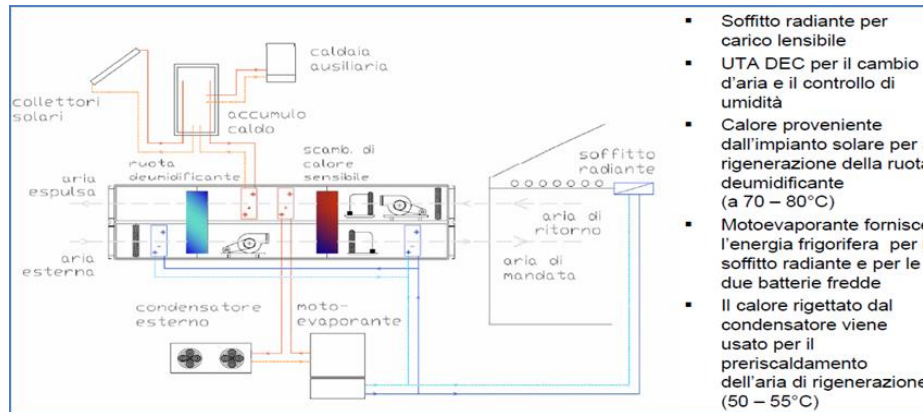 caldaia
ausiliaria
collettori
solari
accumulo
caldo
ruota
deumidificante
scamb. di
calore
sensibile
soffitto
radiante
aria
espulsa
aria di
ritorno
aria
esterna
aria di
mandata
condensatore
esterno
moto-
evaporante
▪ Soffitto radiante per
carico lensibile
▪ UTA DEC per il cambio
d'aria e il controllo di
umidità
▪ Calore proveniente
dall'impianto solare per
rigenerazione della ruota
deumidificante
(a 70 – 80°C)
▪ Motoevaporante fornisce
l'energia frigorifera per
soffitto radiante e per le
due batterie fredde
▪ Il calore rigettato dal
condensatore viene
usato per il
preriscaldamento
dell'aria di rigenerazione
(50 – 55°C)